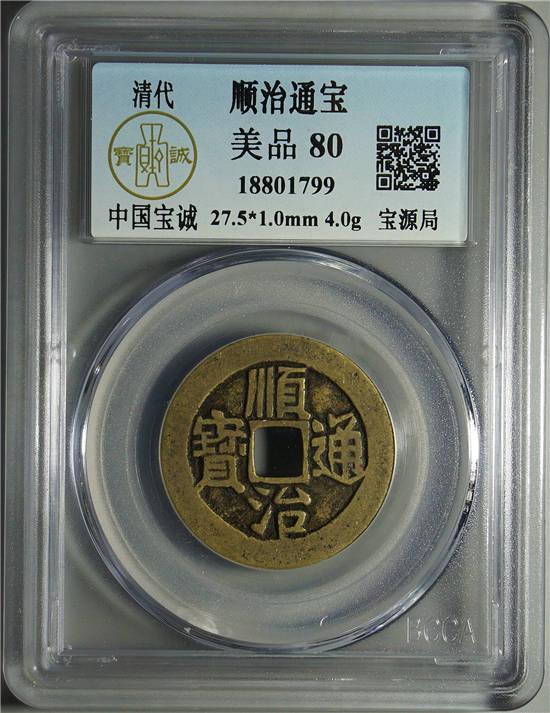 清代
顺治通宝
美品 80
寶 誠
18801799
中国宝诚 27.5*1.0mm 4.0g 宝源局
順
寶 通
治
BCCA